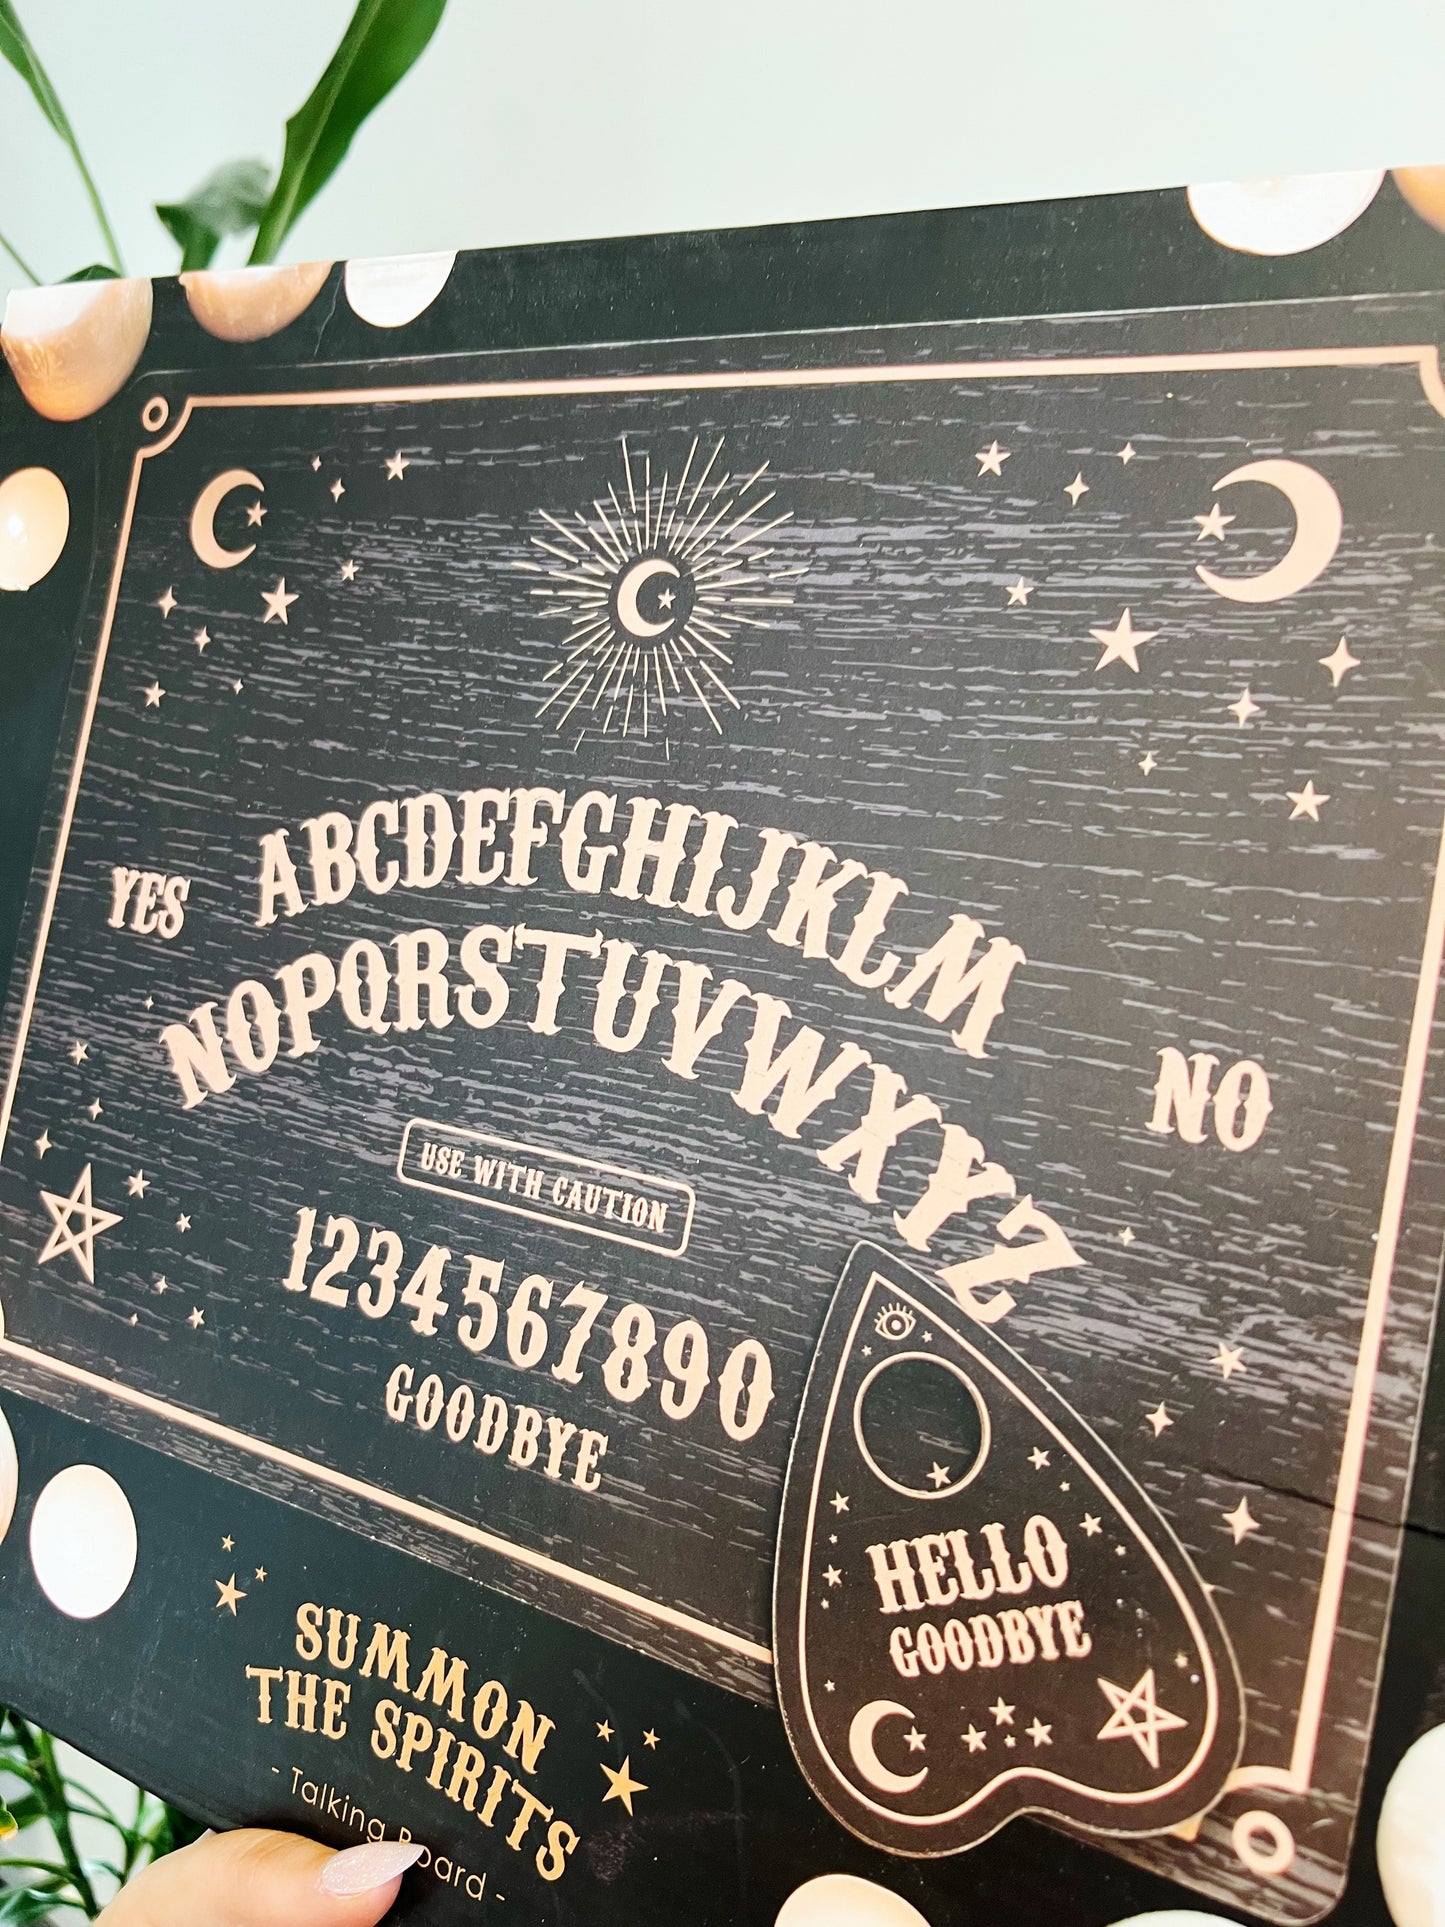 ABCDEFGHIJKLM
YES
NO
NOPQRSTUVWXYZ
USE WITH CAUTION
1234567890
GOODBYE
HELLO
GOODBYE
SUMMON
THE SPIRITS
- Talking Board -